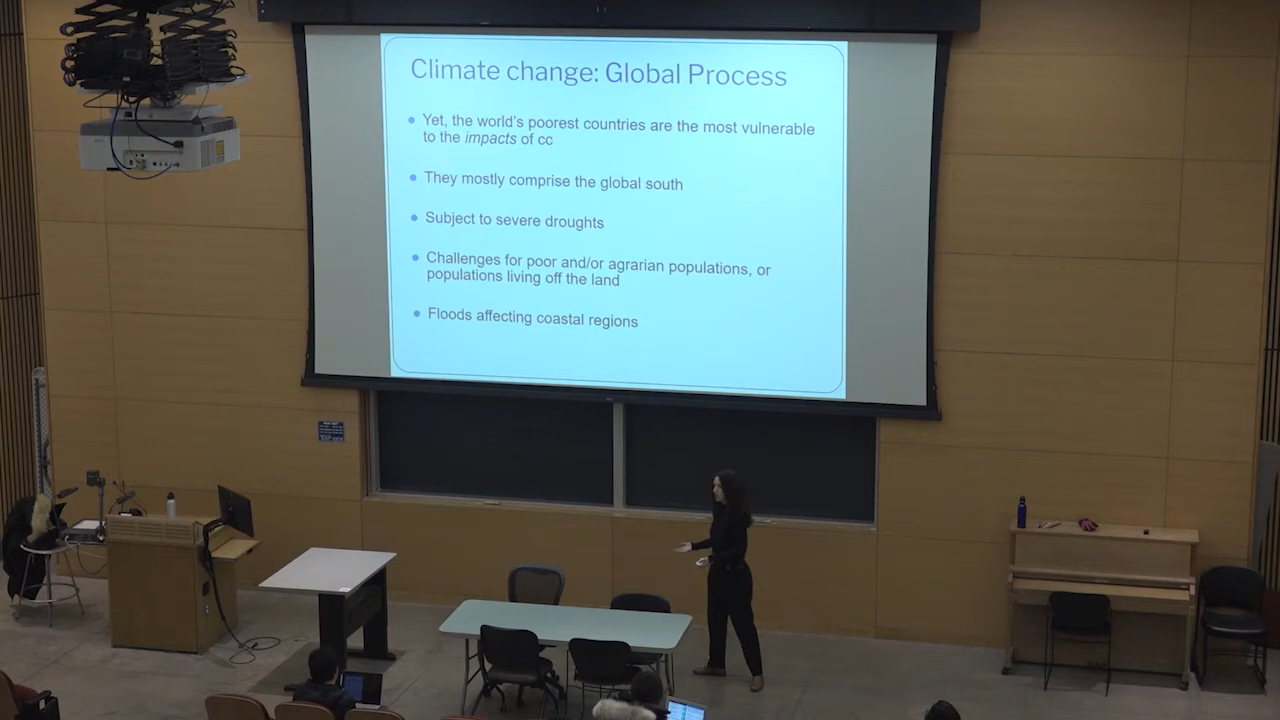 Climate change: Global Process
• Yet, the world's poorest countries are the most vulnerable
to the impacts of cc
• They mostly comprise the global south
• Subject to severe droughts
• Challenges for poor and/or agrarian populations, or
populations living off the land
• Floods affecting coastal regions